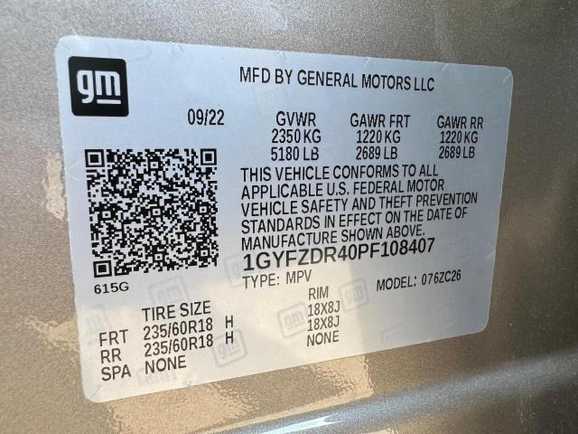 gm
MFD BY GENERAL MOTORS LLC
09/22 GVWR GAWR FRT GAWR RR
2350 KG 1220 KG 1220 KG
5180 LB 2689 LB 2689 LB
THIS VEHICLE CONFORMS TO ALL
APPLICABLE U.S. FEDERAL MOTOR
VEHICLE SAFETY AND THEFT PREVENTION
STANDARDS IN EFFECT ON THE DATE OF
MANUFACTURE SHOWN ABOVE.
1GYFZDR40PF108407
615G TYPE: MPV MODEL: 076ZC26
TIRE SIZE RIM
FRT 235/60R18 H 18X8J
RR 235/60R18 H 18X8J
SPA NONE NONE